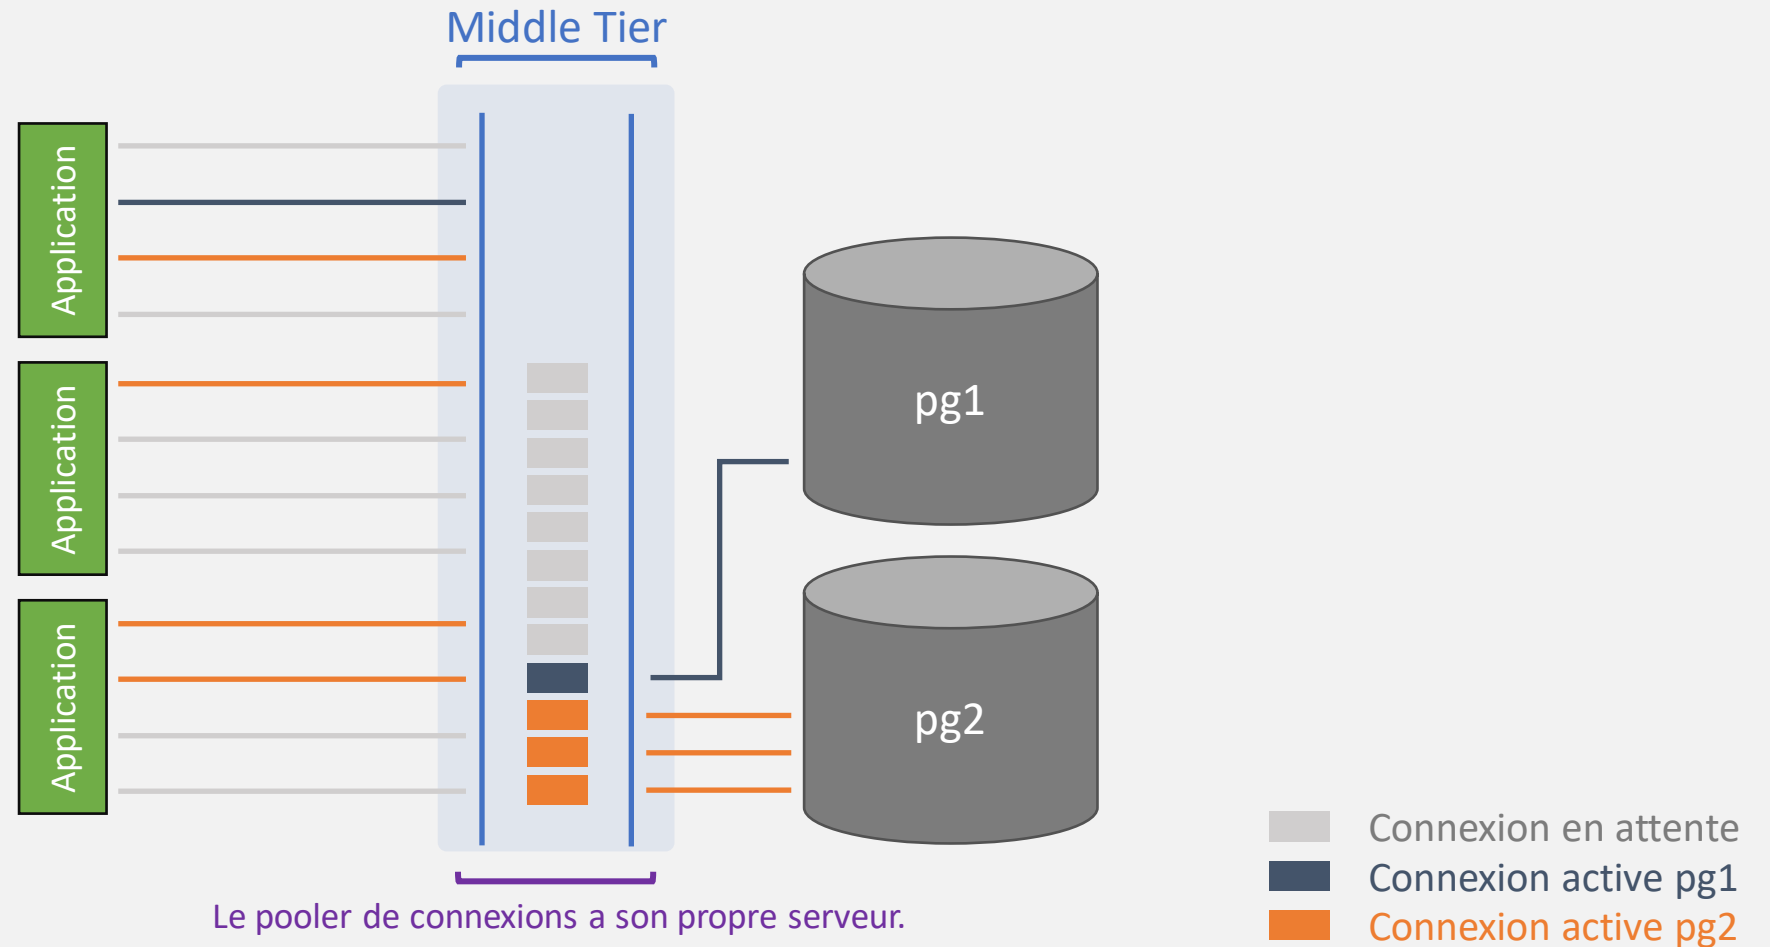 Middle Tier
Application
Application
Application
pg1
pg2
Le pooler de connexions a son propre serveur.
Connexion en attente
Connexion active pg1
Connexion active pg2